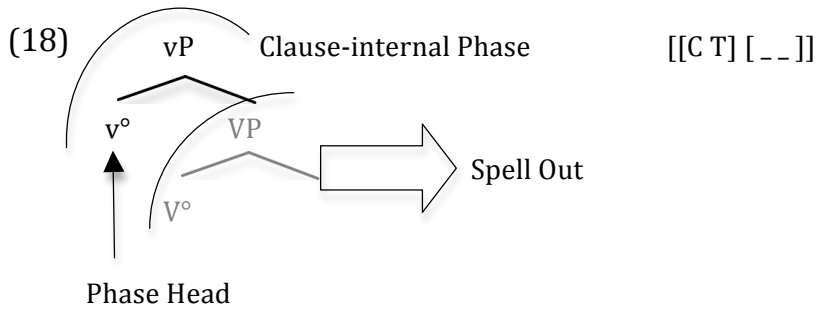 (18) vP Clause-internal Phase [[C T] [ _ _ ]]
v° VP
Spell Out
V°
Phase Head